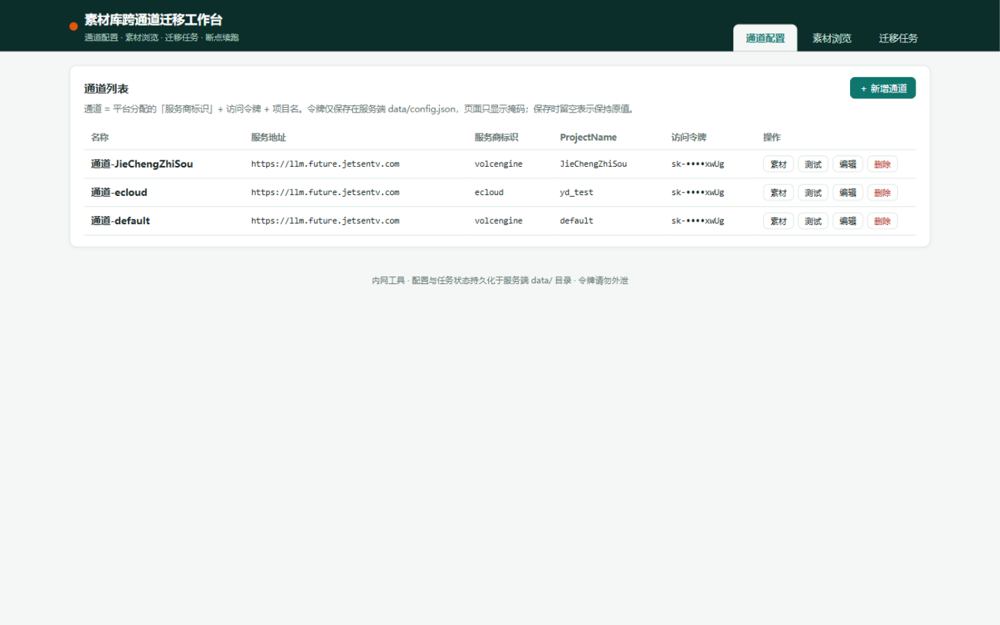 素材库跨通道迁移工作台
通道配置 · 素材浏览 · 迁移任务 · 断点续跑
通道配置 素材浏览 迁移任务
通道列表
+ 新增通道
通道 = 平台分配的「服务商标识」+ 访问令牌 + 项目名。令牌仅保存在服务端 data/config.json，页面只显示掩码；保存时留空表示保持原值。
名称 服务地址 服务商标识 ProjectName 访问令牌 操作
通道-JieChengZhiSou https://llm.future.jetsentv.com volcengine JieChengZhiSou sk-••••xwUg 素材 测试 编辑 删除
通道-ecloud https://llm.future.jetsentv.com ecloud yd_test sk-••••xwUg 素材 测试 编辑 删除
通道-default https://llm.future.jetsentv.com volcengine default sk-••••xwUg 素材 测试 编辑 删除
内网工具 · 配置与任务状态持久化于服务端 data/ 目录 · 令牌请勿外泄